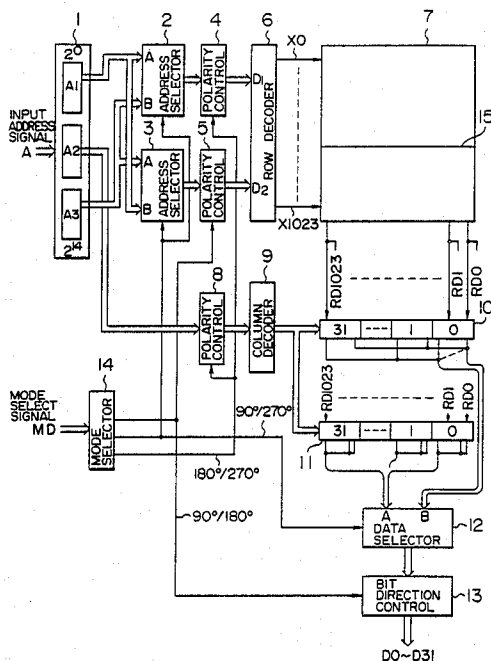 1
2
4
6
7
2⁰
A1
A2
A3
2¹⁴
INPUT
ADDRESS
SIGNAL
A
A
B
ADDRESS
SELECTOR
POLARITY
CONTROL
D1
ROW DECODER
X0
X1023
15
3
5
A
B
ADDRESS
SELECTOR
POLARITY
CONTROL
D2
8
9
POLARITY
CONTROL
COLUMN
DECODER
RD1023
RD1
RD0
10
31
1
0
RD1023
RD1
RD0
31
1
0
11
14
MODE
SELECT
SIGNAL
MD
MODE
SELECTOR
90°/270°
180°/270°
90°/180°
A
B
DATA
SELECTOR
12
BIT
DIRECTION
CONTROL
13
D0~D31